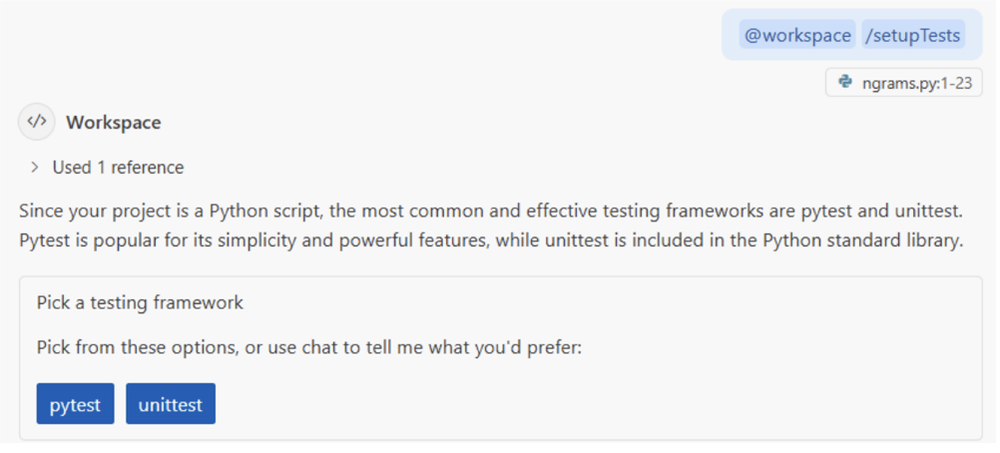 @workspace /setupTests
ngrams.py:1-23
</> Workspace
> Used 1 reference
Since your project is a Python script, the most common and effective testing frameworks are pytest and unittest.
Pytest is popular for its simplicity and powerful features, while unittest is included in the Python standard library.
Pick a testing framework
Pick from these options, or use chat to tell me what you'd prefer:
pytest unittest